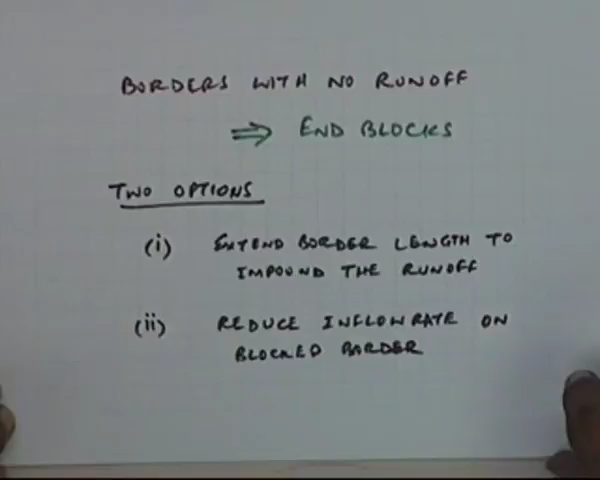 BORDERS WITH NO RUNOFF
⇒ END BLOCKS
TWO OPTIONS
(i) EXTEND BORDER LENGTH TO
IMPOUND THE RUNOFF
(ii) REDUCE INFLOW RATE ON
BLOCKED BORDER